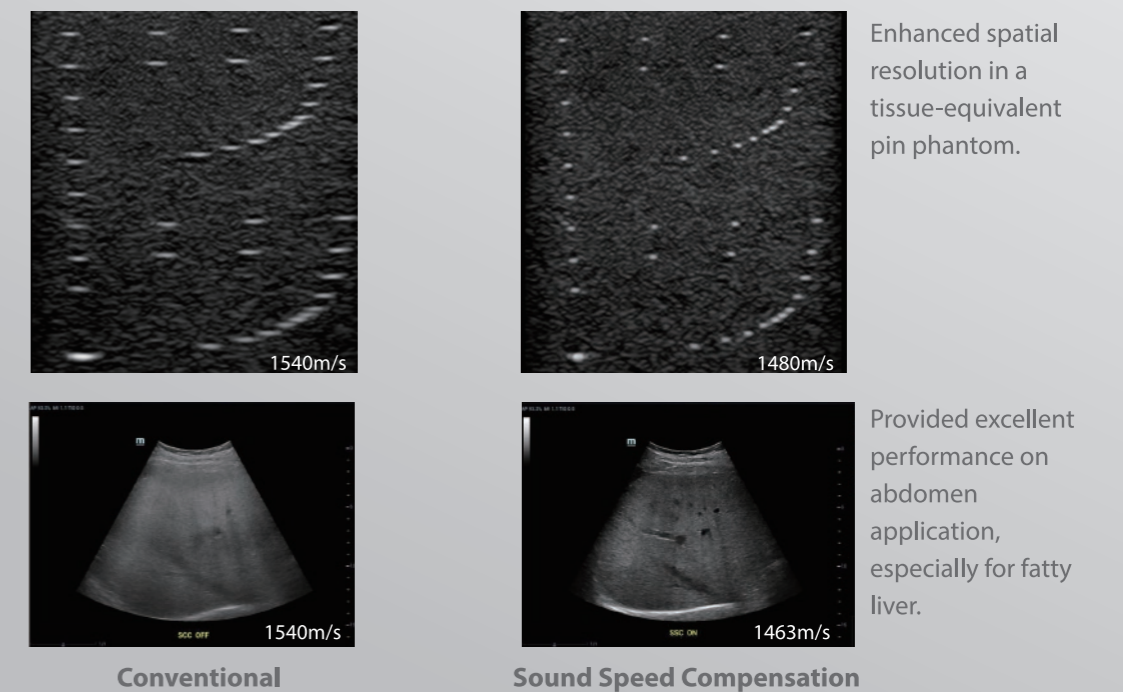 Enhanced spatial
resolution in a
tissue-equivalent
pin phantom.
1540m/s
1480m/s
Provided excellent
performance on
abdomen
application,
especially for fatty
liver.
m
m
SCC OFF
1540m/s
SSC ON
1463m/s
Conventional
Sound Speed Compensation